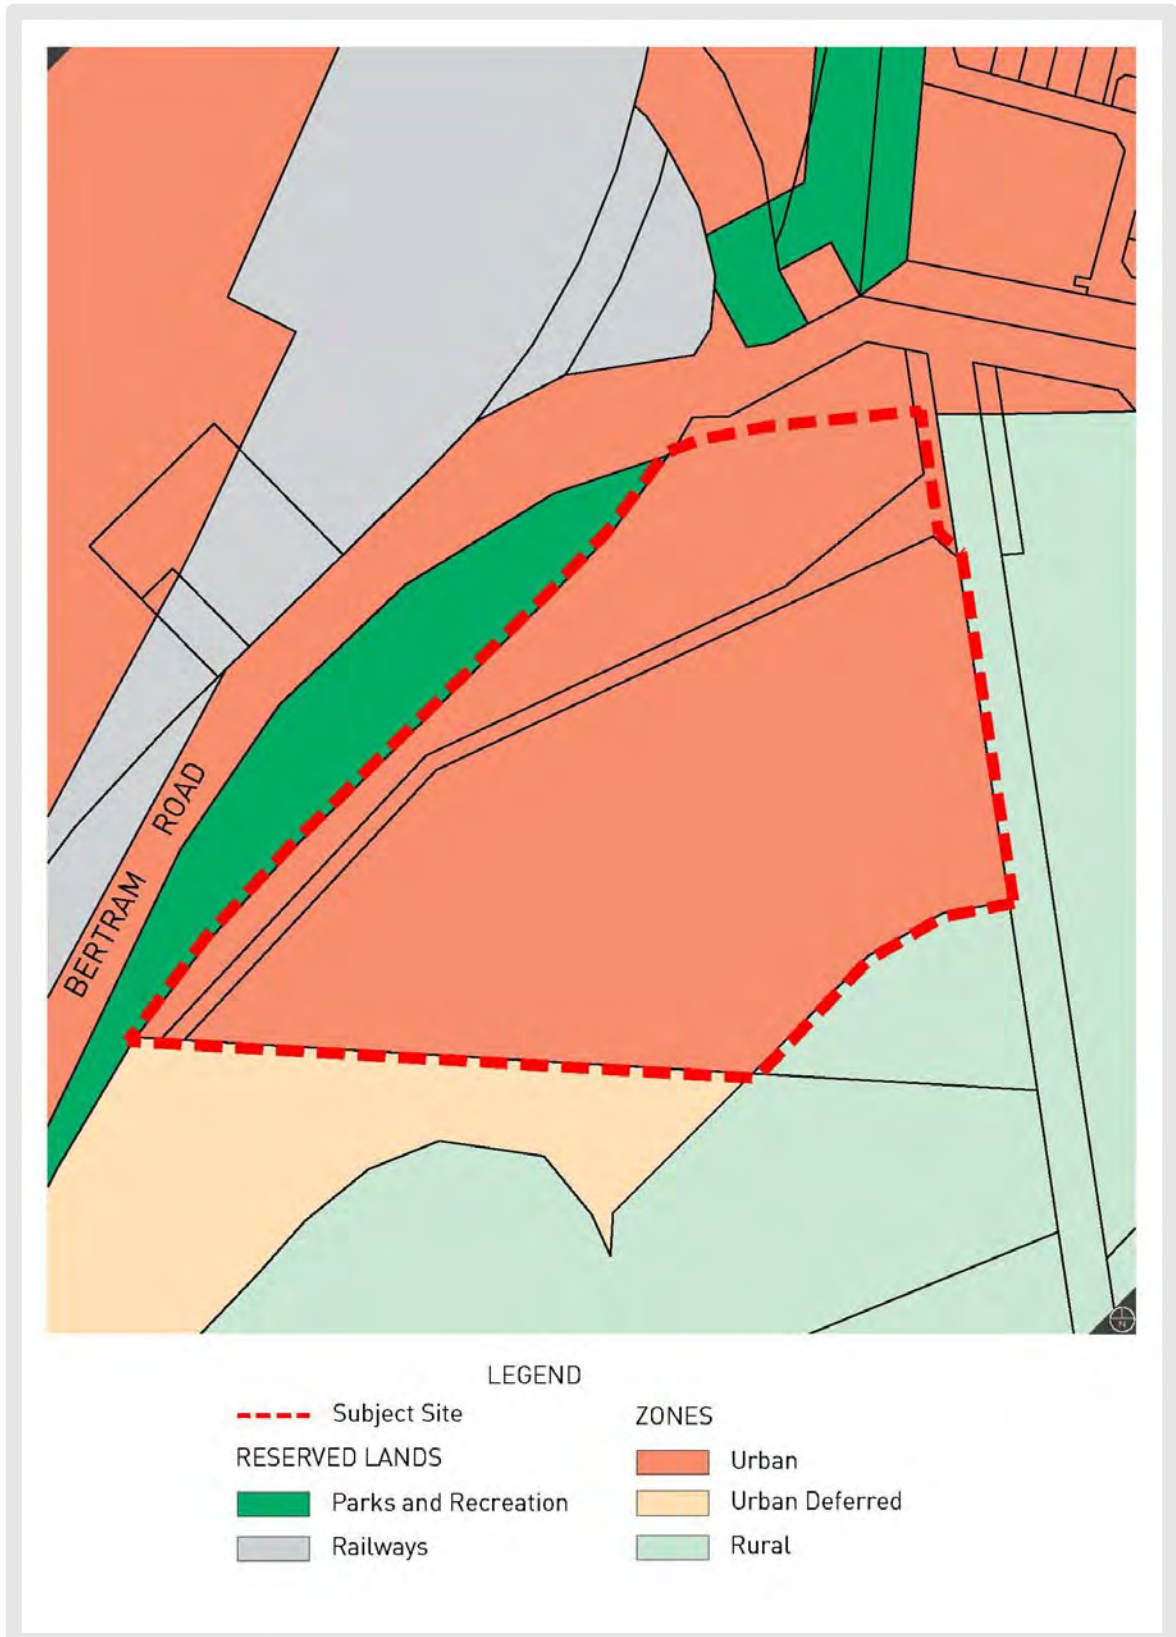 BERTRAM ROAD
N
LEGEND
Subject Site
RESERVED LANDS
Parks and Recreation
Railways
ZONES
Urban
Urban Deferred
Rural